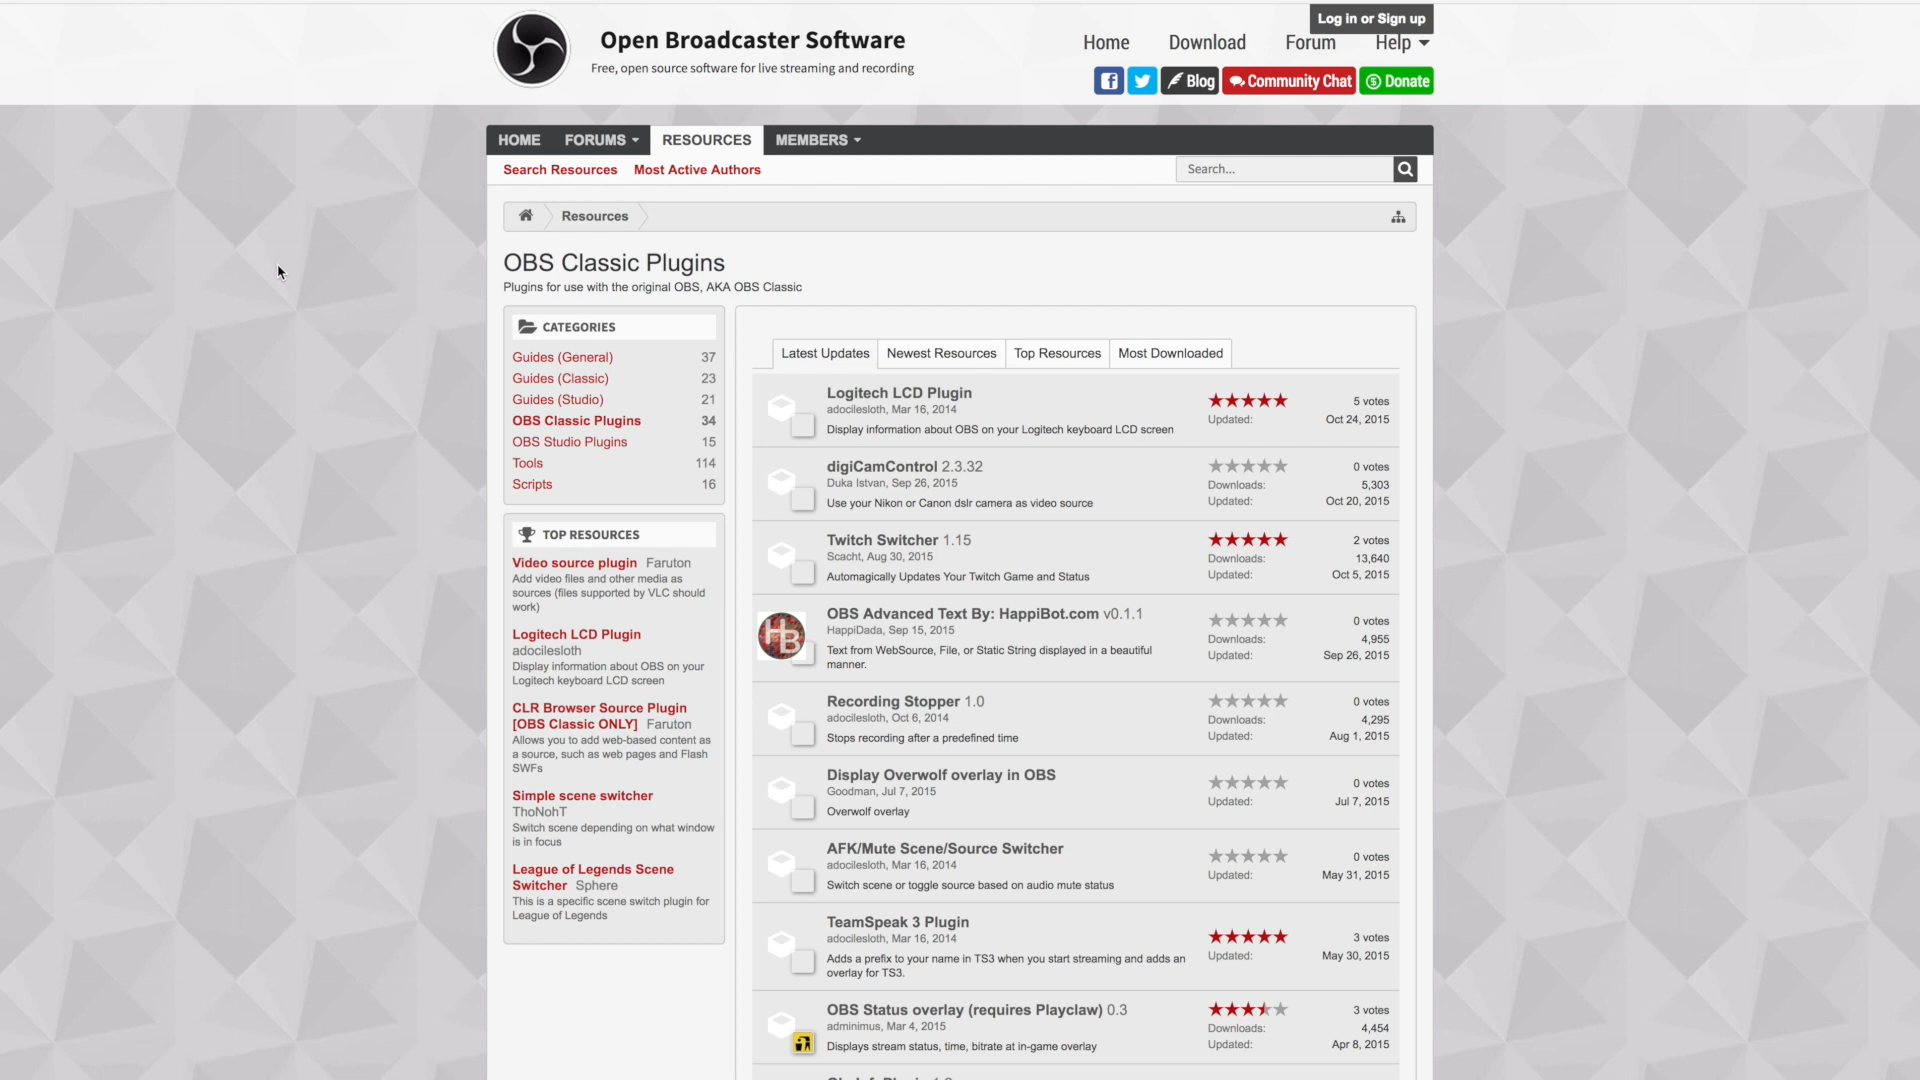 Log in or Sign up
Open Broadcaster Software
Free, open source software for live streaming and recording
Home Download Forum Help
Blog Community Chat Donate
HOME FORUMS RESOURCES MEMBERS
Search Resources Most Active Authors
Search...
Resources
OBS Classic Plugins
Plugins for use with the original OBS, AKA OBS Classic
CATEGORIES
Guides (General) 37
Guides (Classic) 23
Guides (Studio) 21
OBS Classic Plugins 34
OBS Studio Plugins 15
Tools 114
Scripts 16
TOP RESOURCES
Video source plugin Faruton
Add video files and other media as
sources (files supported by VLC should
work)
Logitech LCD Plugin
adocilesloth
Display information about OBS on your
Logitech keyboard LCD screen
CLR Browser Source Plugin
[OBS Classic ONLY] Faruton
Allows you to add web-based content as
a source, such as web pages and Flash
SWFs
Simple scene switcher
ThoNohT
Switch scene depending on what window
is in focus
League of Legends Scene
Switcher Sphere
This is a specific scene switch plugin for
League of Legends
Latest Updates Newest Resources Top Resources Most Downloaded
Logitech LCD Plugin
adocilesloth, Mar 16, 2014
Display information about OBS on your Logitech keyboard LCD screen
5 votes
Updated: Oct 24, 2015
digiCamControl 2.3.32
Duka Istvan, Sep 26, 2015
Use your Nikon or Canon dslr camera as video source
0 votes
Downloads: 5,303
Updated: Oct 20, 2015
Twitch Switcher 1.15
Scacht, Aug 30, 2015
Automagically Updates Your Twitch Game and Status
2 votes
Downloads: 13,640
Updated: Oct 5, 2015
HB
OBS Advanced Text By: HappiBot.com v0.1.1
HappiDada, Sep 15, 2015
Text from WebSource, File, or Static String displayed in a beautiful
manner.
0 votes
Downloads: 4,955
Updated: Sep 26, 2015
Recording Stopper 1.0
adocilesloth, Oct 6, 2014
Stops recording after a predefined time
0 votes
Downloads: 4,295
Updated: Aug 1, 2015
Display Overwolf overlay in OBS
Goodman, Jul 7, 2015
Overwolf overlay
0 votes
Updated: Jul 7, 2015
AFK/Mute Scene/Source Switcher
adocilesloth, Mar 16, 2014
Switch scene or toggle source based on audio mute status
0 votes
Updated: May 31, 2015
TeamSpeak 3 Plugin
adocilesloth, Mar 16, 2014
Adds a prefix to your name in TS3 when you start streaming and adds an
overlay for TS3.
3 votes
Updated: May 30, 2015
OBS Status overlay (requires Playclaw) 0.3
adminimus, Mar 4, 2015
Displays stream status, time, bitrate at in-game overlay
3 votes
Downloads: 4,454
Updated: Apr 8, 2015